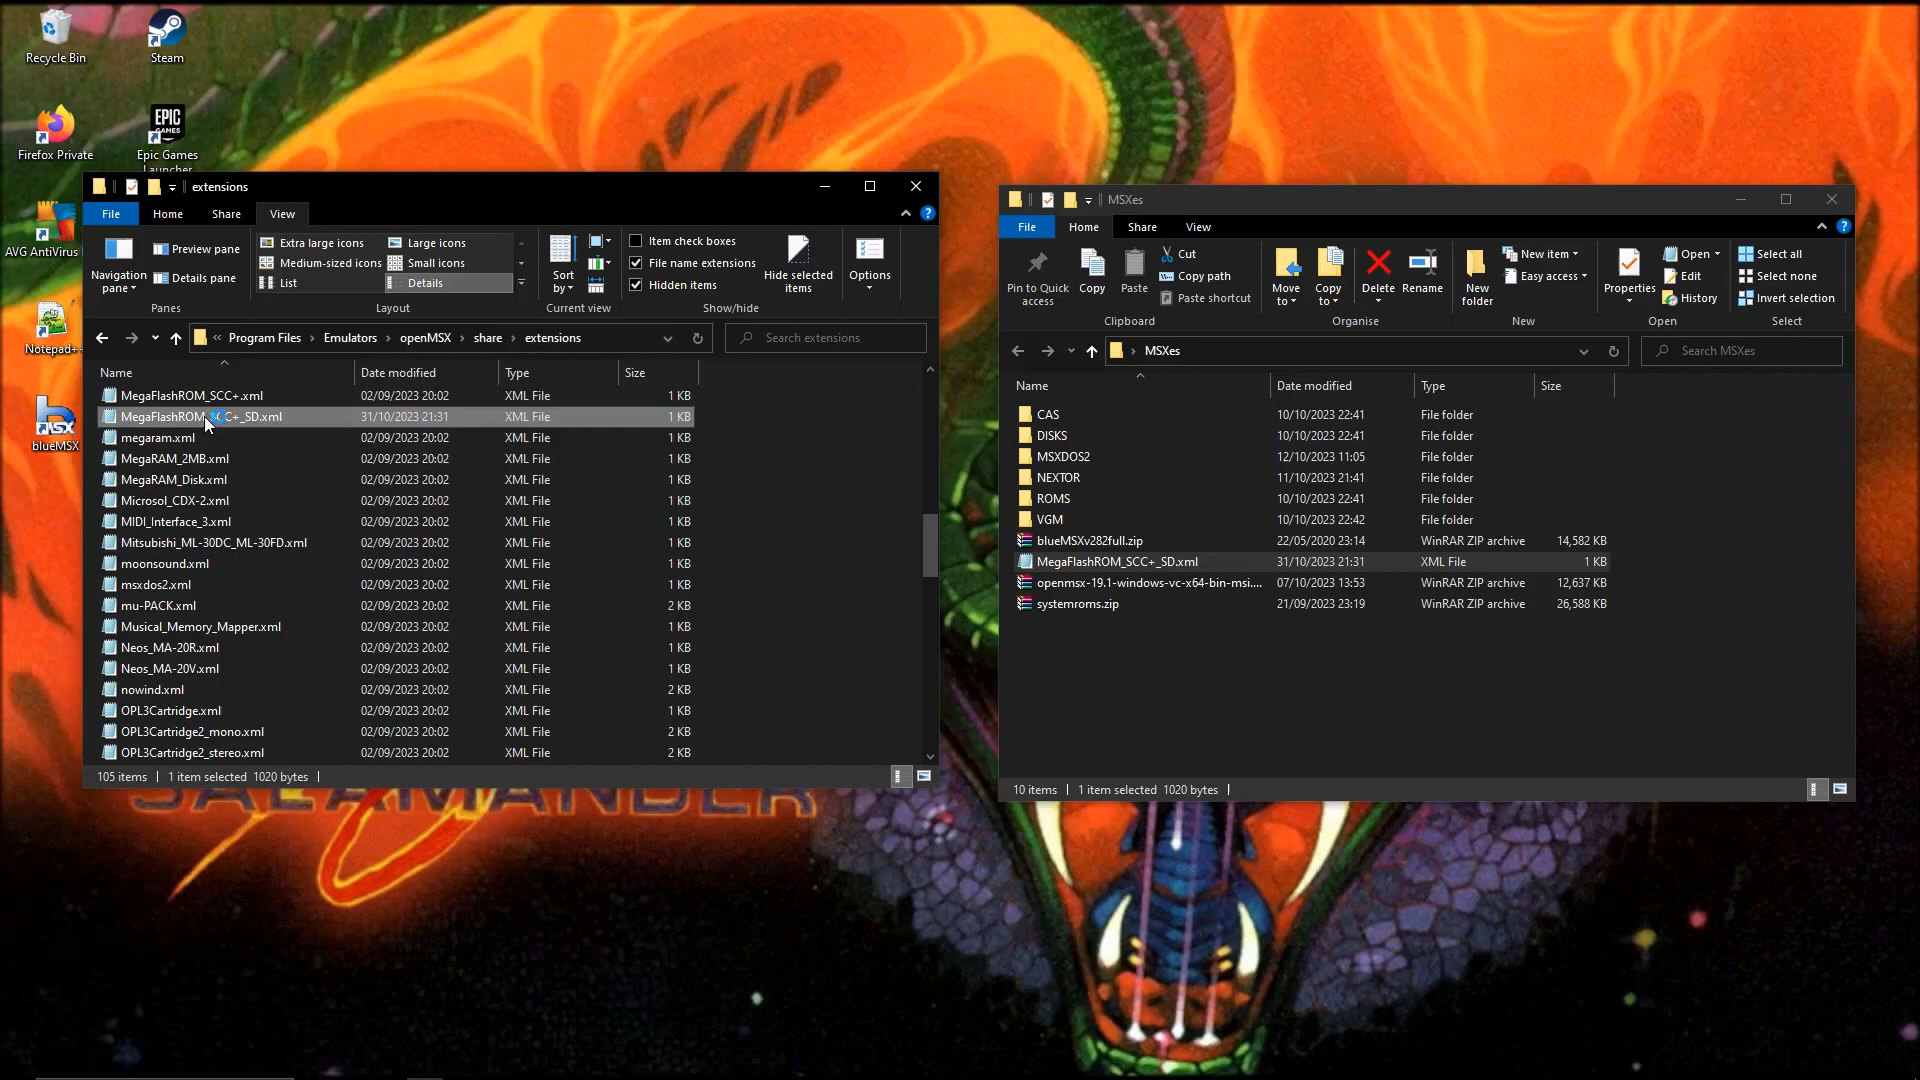 Recycle Bin
Steam
Firefox Private
Epic Games
Launcher
EPIC
GAMES
AVG AntiVirus
Notepad+
blueMSX
extensions
File Home Share View
Navigation
pane
Preview pane
Details pane
Panes
Extra large icons Large icons
Medium-sized icons Small icons
List Details
Layout
Sort
by
Current view
Item check boxes
File name extensions
Hidden items
Hide selected
items
Show/hide
Options
« Program Files > Emulators > openMSX > share > extensions
Search extensions
Name Date modified Type Size
MegaFlashROM_SCC+.xml 02/09/2023 20:02 XML File 1 KB
MegaFlashROM_SCC+_SD.xml 31/10/2023 21:31 XML File 1 KB
megaram.xml 02/09/2023 20:02 XML File 1 KB
MegaRAM_2MB.xml 02/09/2023 20:02 XML File 1 KB
MegaRAM_Disk.xml 02/09/2023 20:02 XML File 1 KB
Microsol_CDX-2.xml 02/09/2023 20:02 XML File 1 KB
MIDI_Interface_3.xml 02/09/2023 20:02 XML File 1 KB
Mitsubishi_ML-30DC_ML-30FD.xml 02/09/2023 20:02 XML File 1 KB
moonsound.xml 02/09/2023 20:02 XML File 1 KB
msxdos2.xml 02/09/2023 20:02 XML File 1 KB
mu-PACK.xml 02/09/2023 20:02 XML File 2 KB
Musical_Memory_Mapper.xml 02/09/2023 20:02 XML File 1 KB
Neos_MA-20R.xml 02/09/2023 20:02 XML File 1 KB
Neos_MA-20V.xml 02/09/2023 20:02 XML File 1 KB
nowind.xml 02/09/2023 20:02 XML File 2 KB
OPL3Cartridge.xml 02/09/2023 20:02 XML File 1 KB
OPL3Cartridge2_mono.xml 02/09/2023 20:02 XML File 2 KB
OPL3Cartridge2_stereo.xml 02/09/2023 20:02 XML File 2 KB
105 items 1 item selected 1020 bytes
MSXes
File Home Share View
Pin to Quick
access
Copy
Paste
Cut
Copy path
Paste shortcut
Clipboard
Move
to
Copy
to
Delete
Rename
Organise
New
folder
New item
Easy access
New
Properties
Open
Edit
History
Open
Select all
Select none
Invert selection
Select
> MSXes
Search MSXes
Name Date modified Type Size
CAS 10/10/2023 22:41 File folder
DISKS 10/10/2023 22:41 File folder
MSXDOS2 12/10/2023 11:05 File folder
NEXTOR 11/10/2023 21:41 File folder
ROMS 10/10/2023 22:41 File folder
VGM 10/10/2023 22:42 File folder
blueMSXv282full.zip 22/05/2020 23:14 WinRAR ZIP archive 14,582 KB
MegaFlashROM_SCC+_SD.xml 31/10/2023 21:31 XML File 1 KB
openmsx-19.1-windows-vc-x64-bin-msi.... 07/10/2023 13:53 WinRAR ZIP archive 12,637 KB
systemroms.zip 21/09/2023 23:19 WinRAR ZIP archive 26,588 KB
10 items 1 item selected 1020 bytes
SALAMANDER